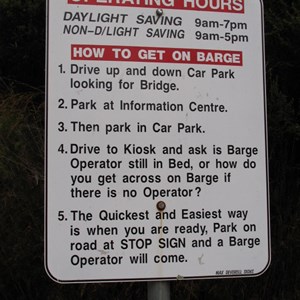 OPERATING HOURS
DAYLIGHT SAVING 9am-7pm
NON-D/LIGHT SAVING 9am-5pm
HOW TO GET ON BARGE
1. Drive up and down Car Park
looking for Bridge.
2. Park at Information Centre.
3. Then park in Car Park.
4. Drive to Kiosk and ask is Barge
Operator still in Bed, or how do
you get across on Barge if
there is no Operator?
5. The Quickest and Easiest way
is when you are ready, Park on
road at STOP SIGN and a Barge
Operator will come.